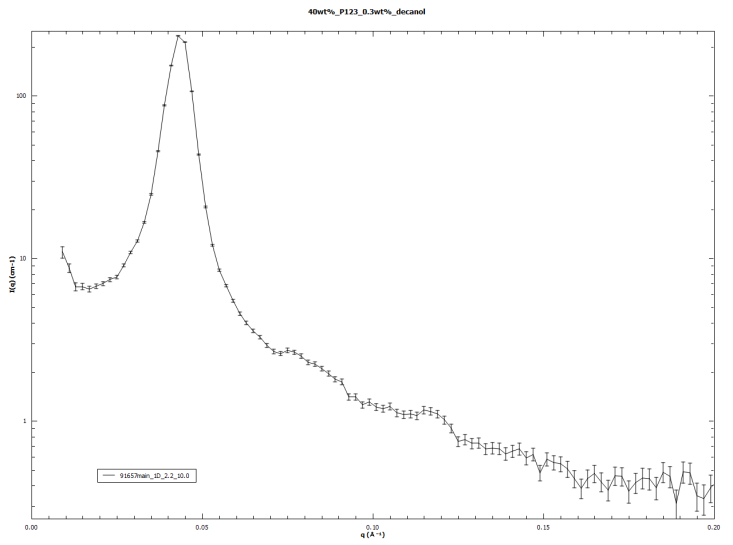 40wt%_P123_0.3wt%_decanol
100
10
1
I(q) (cm-1)
91657main_1D_2.2_10.0
0.00 0.05 0.10 0.15 0.20
q (Å⁻¹)